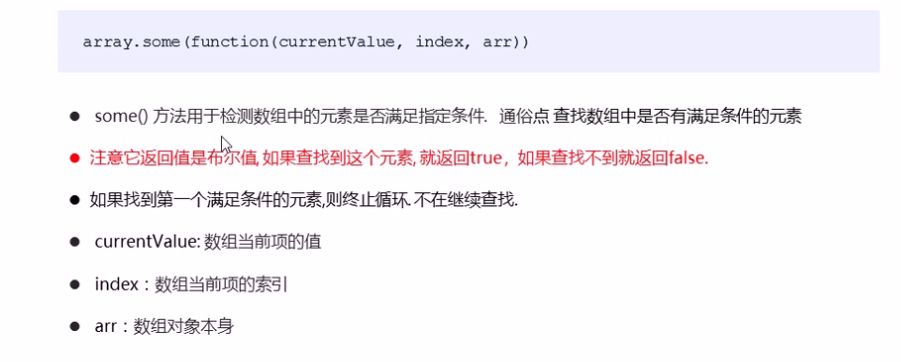 array.some(function(currentValue, index, arr))
● some() 方法用于检测数组中的元素是否满足指定条件. 通俗点 查找数组中是否有满足条件的元素
● 注意它返回值是布尔值, 如果查找到这个元素, 就返回true , 如果查找不到就返回false.
● 如果找到第一个满足条件的元素,则终止循环. 不在继续查找.
● currentValue: 数组当前项的值
● index：数组当前项的索引
● arr：数组对象本身